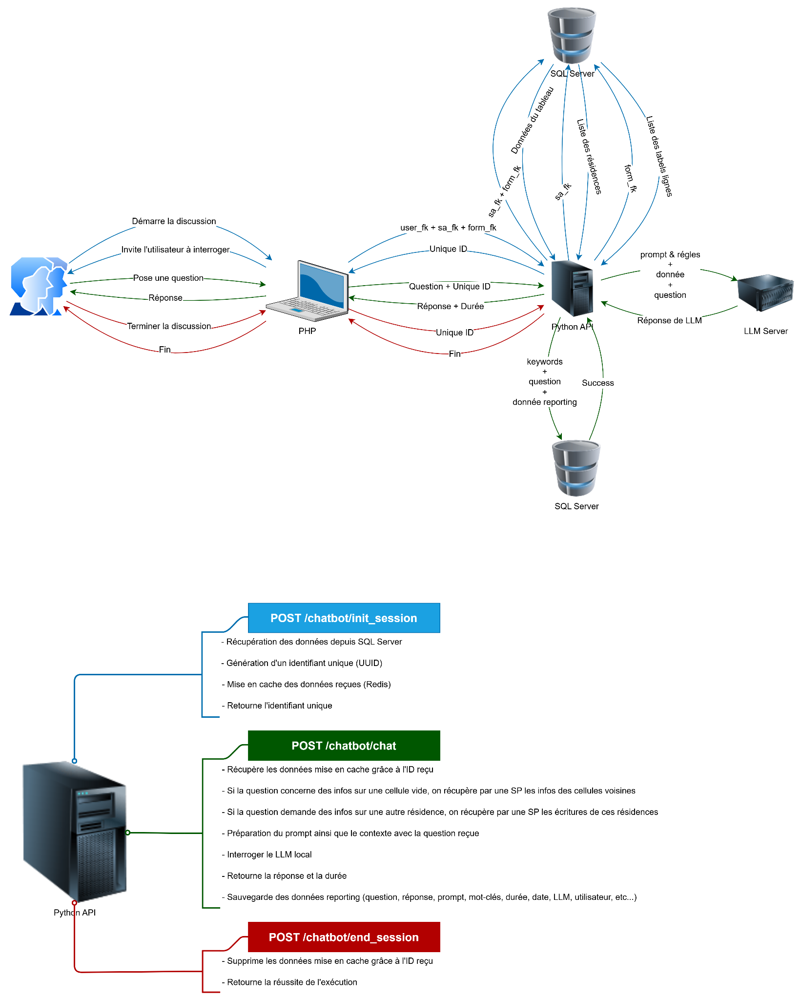 SQL Server
Données du tableau
sa_fk + form_fk
sa_fk
Liste des résidences
form_fk
Liste des labels lignes
Démarre la discussion
Invite l'utilisateur à interroger
Pose une question
Réponse
Terminer la discussion
Fin
PHP
user_fk + sa_fk + form_fk
Unique ID
Question + Unique ID
Réponse + Durée
Unique ID
Fin
Python API
prompt & régles
+
donnée
+
question
Réponse de LLM
LLM Server
keywords
+
question
+
donnée reporting
Success
SQL Server
POST /chatbot/init_session
- Récupération des données depuis SQL Server
- Génération d'un identifiant unique (UUID)
- Mise en cache des données reçues (Redis)
- Retourne l'identifiant unique
POST /chatbot/chat
- Récupère les données mise en cache grâce à l'ID reçu
- Si la question concerne des infos sur une cellule vide, on récupère par une SP les infos des cellules voisines
- Si la question demande des infos sur une autre résidence, on récupère par une SP les écritures de ces résidences
- Préparation du prompt ainsi que le contexte avec la question reçue
- Interroger le LLM local
- Retourne la réponse et la durée
- Sauvegarde des données reporting (question, réponse, prompt, mot-clés, durée, date, LLM, utilisateur, etc...)
Python API
POST /chatbot/end_session
- Supprime les données mise en cache grâce à l'ID reçu
- Retourne la réussite de l'exécution